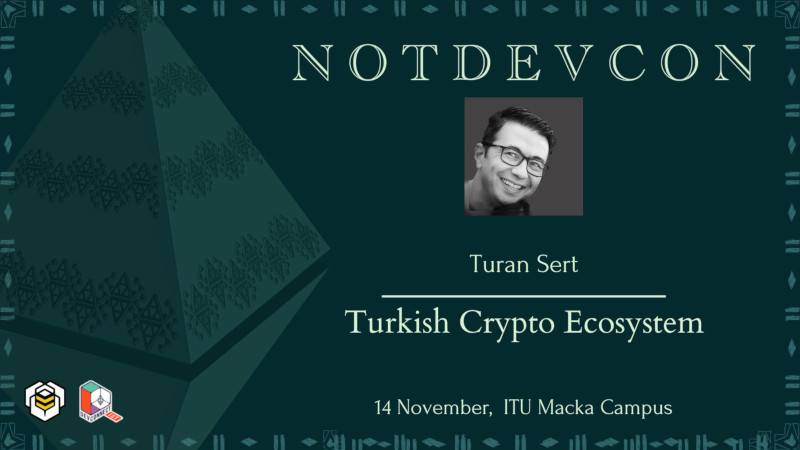 NOTDEVCON
Turan Sert
Turkish Crypto Ecosystem
14 November, ITU Macka Campus